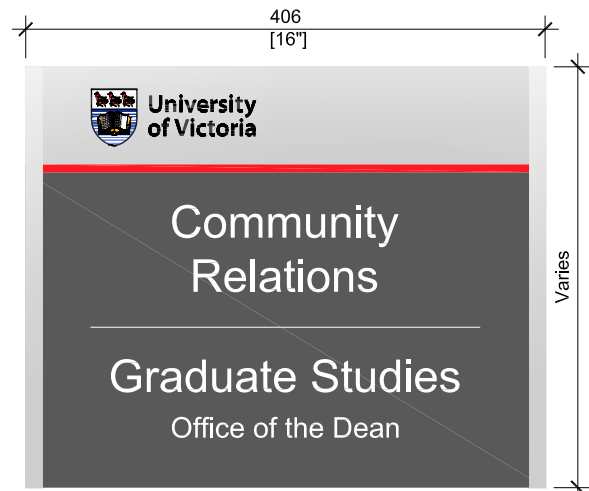 406
[16"]
University
of Victoria
Varies
Community
Relations
Graduate Studies
Office of the Dean